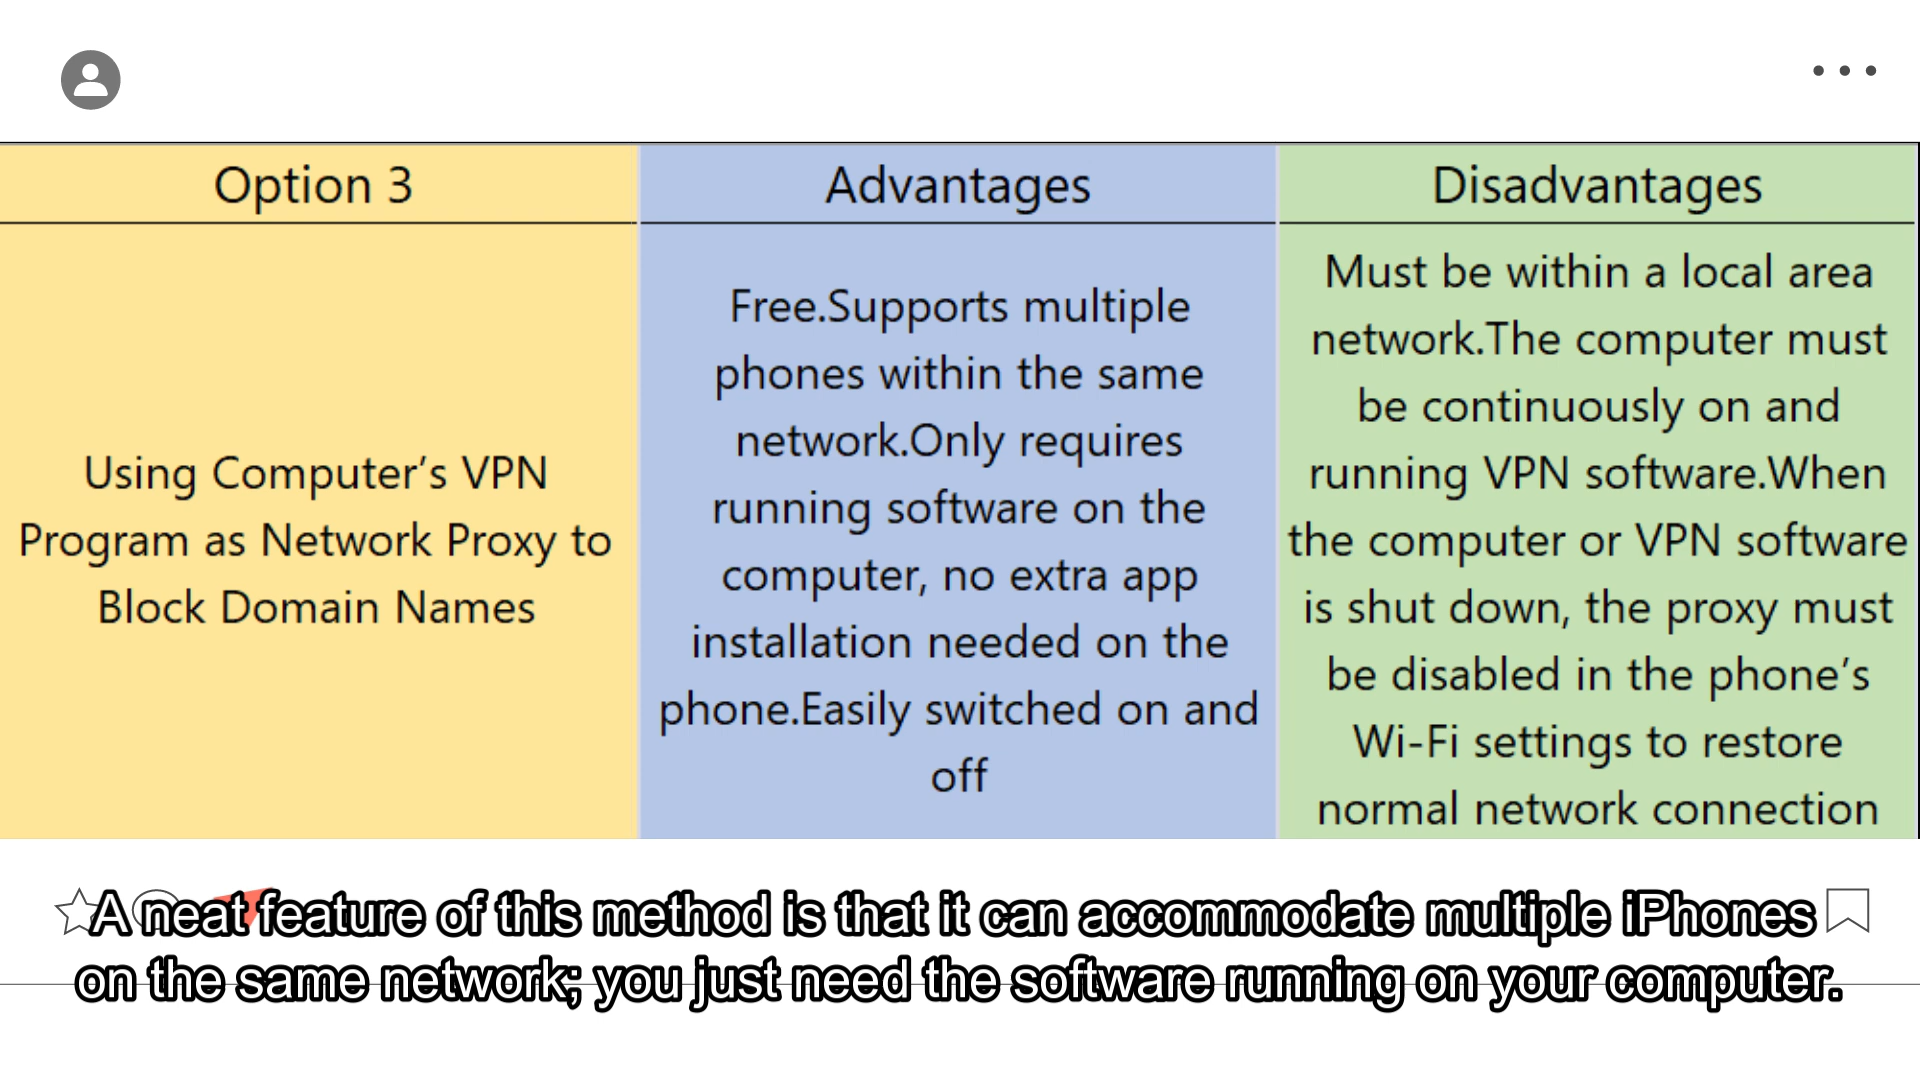 Option 3
Advantages
Disadvantages
Using Computer’s VPN
Program as Network Proxy to
Block Domain Names
Free.Supports multiple
phones within the same
network.Only requires
running software on the
computer, no extra app
installation needed on the
phone.Easily switched on and
off
Must be within a local area
network.The computer must
be continuously on and
running VPN software.When
the computer or VPN software
is shut down, the proxy must
be disabled in the phone’s
Wi-Fi settings to restore
normal network connection
A neat feature of this method is that it can accommodate multiple iPhones
on the same network; you just need the software running on your computer.